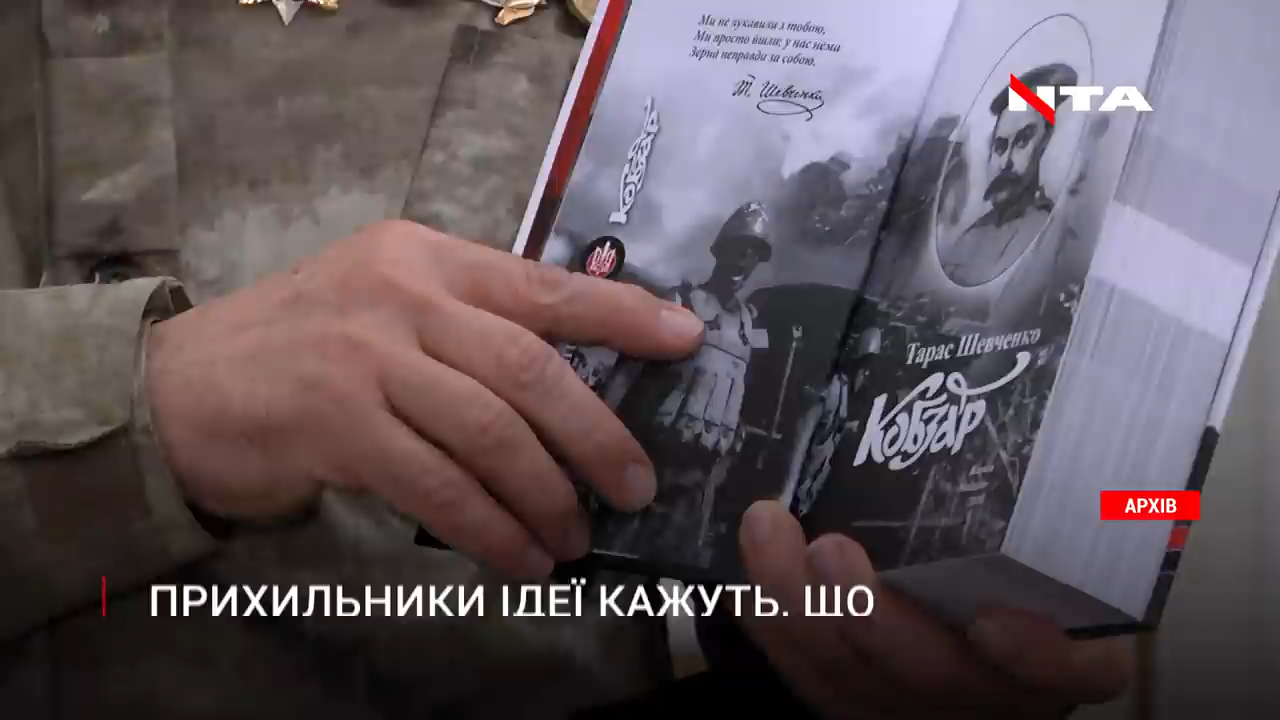 Ми не лукавили з тобою,
Ми просто йшли; у нас нема
Зерна неправди за собою.
Т. Шевченко
Кобзар
NTA
Тарас Шевченко
Кобзар
АРХІВ
ПРИХИЛЬНИКИ ІДЕЇ КАЖУТЬ, ЩО